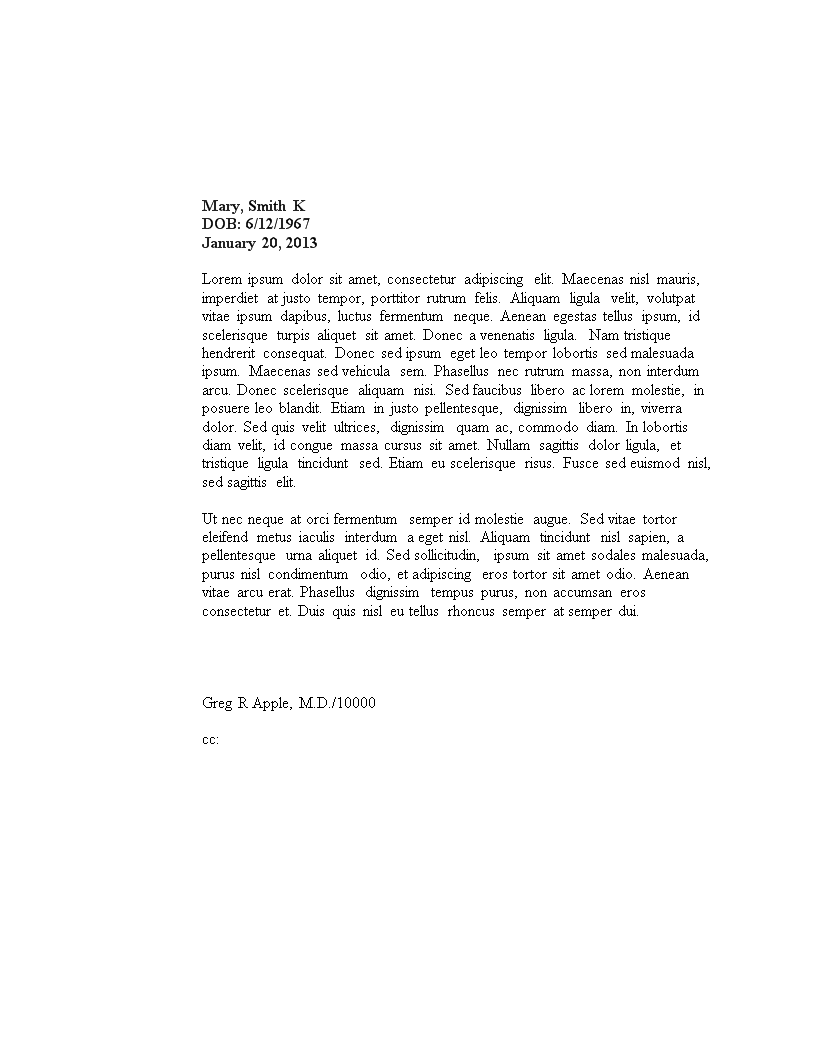 Mary, Smith K
DOB: 6/12/1967
January 20, 2013
Lorem ipsum dolor sit amet, consectetur adipiscing elit. Maecenas nisl mauris,
imperdiet at justo tempor, porttitor rutrum felis. Aliquam ligula velit, volutpat
vitae ipsum dapibus, luctus fermentum neque. Aenean egestas tellus ipsum, id
scelerisque turpis aliquet sit amet. Donec a venenatis ligula. Nam tristique
hendrerit consequat. Donec sed ipsum eget leo tempor lobortis sed malesuada
ipsum. Maecenas sed vehicula sem. Phasellus nec rutrum massa, non interdum
arcu. Donec scelerisque aliquam nisi. Sed faucibus libero ac lorem molestie, in
posuere leo blandit. Etiam in justo pellentesque, dignissim libero in, viverra
dolor. Sed quis velit ultrices, dignissim quam ac, commodo diam. In lobortis
diam velit, id congue massa cursus sit amet. Nullam sagittis dolor ligula, et
tristique ligula tincidunt sed. Etiam eu scelerisque risus. Fusce sed euismod nisl,
sed sagittis elit.
Ut nec neque at orci fermentum semper id molestie augue. Sed vitae tortor
eleifend metus iaculis interdum a eget nisl. Aliquam tincidunt nisl sapien, a
pellentesque urna aliquet id. Sed sollicitudin, ipsum sit amet sodales malesuada,
purus nisl condimentum odio, et adipiscing eros tortor sit amet odio. Aenean
vitae arcu erat. Phasellus dignissim tempus purus, non accumsan eros
consectetur et. Duis quis nisl eu tellus rhoncus semper at semper dui.
Greg R Apple, M.D./10000
cc: